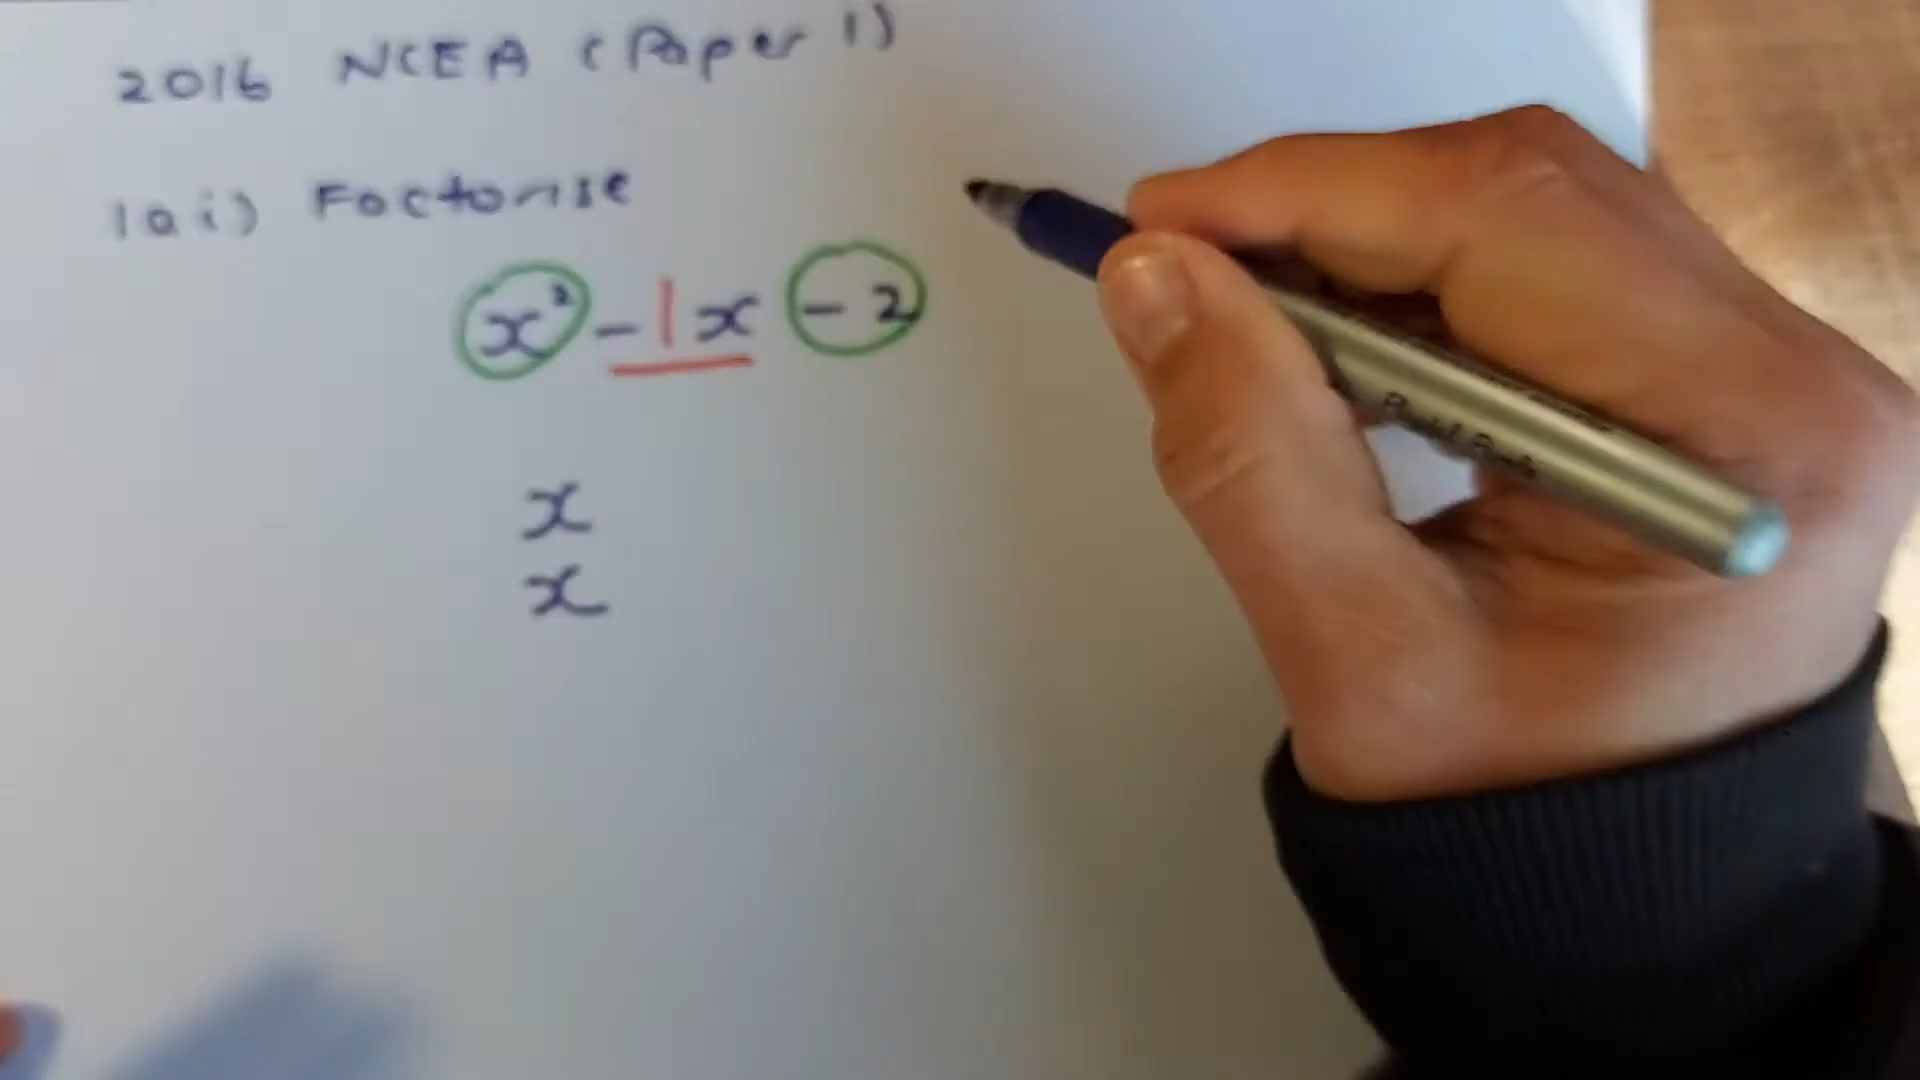 2016 NCEA (Paper 1)
1a i) Factorise
x² - 1x - 2
x
x